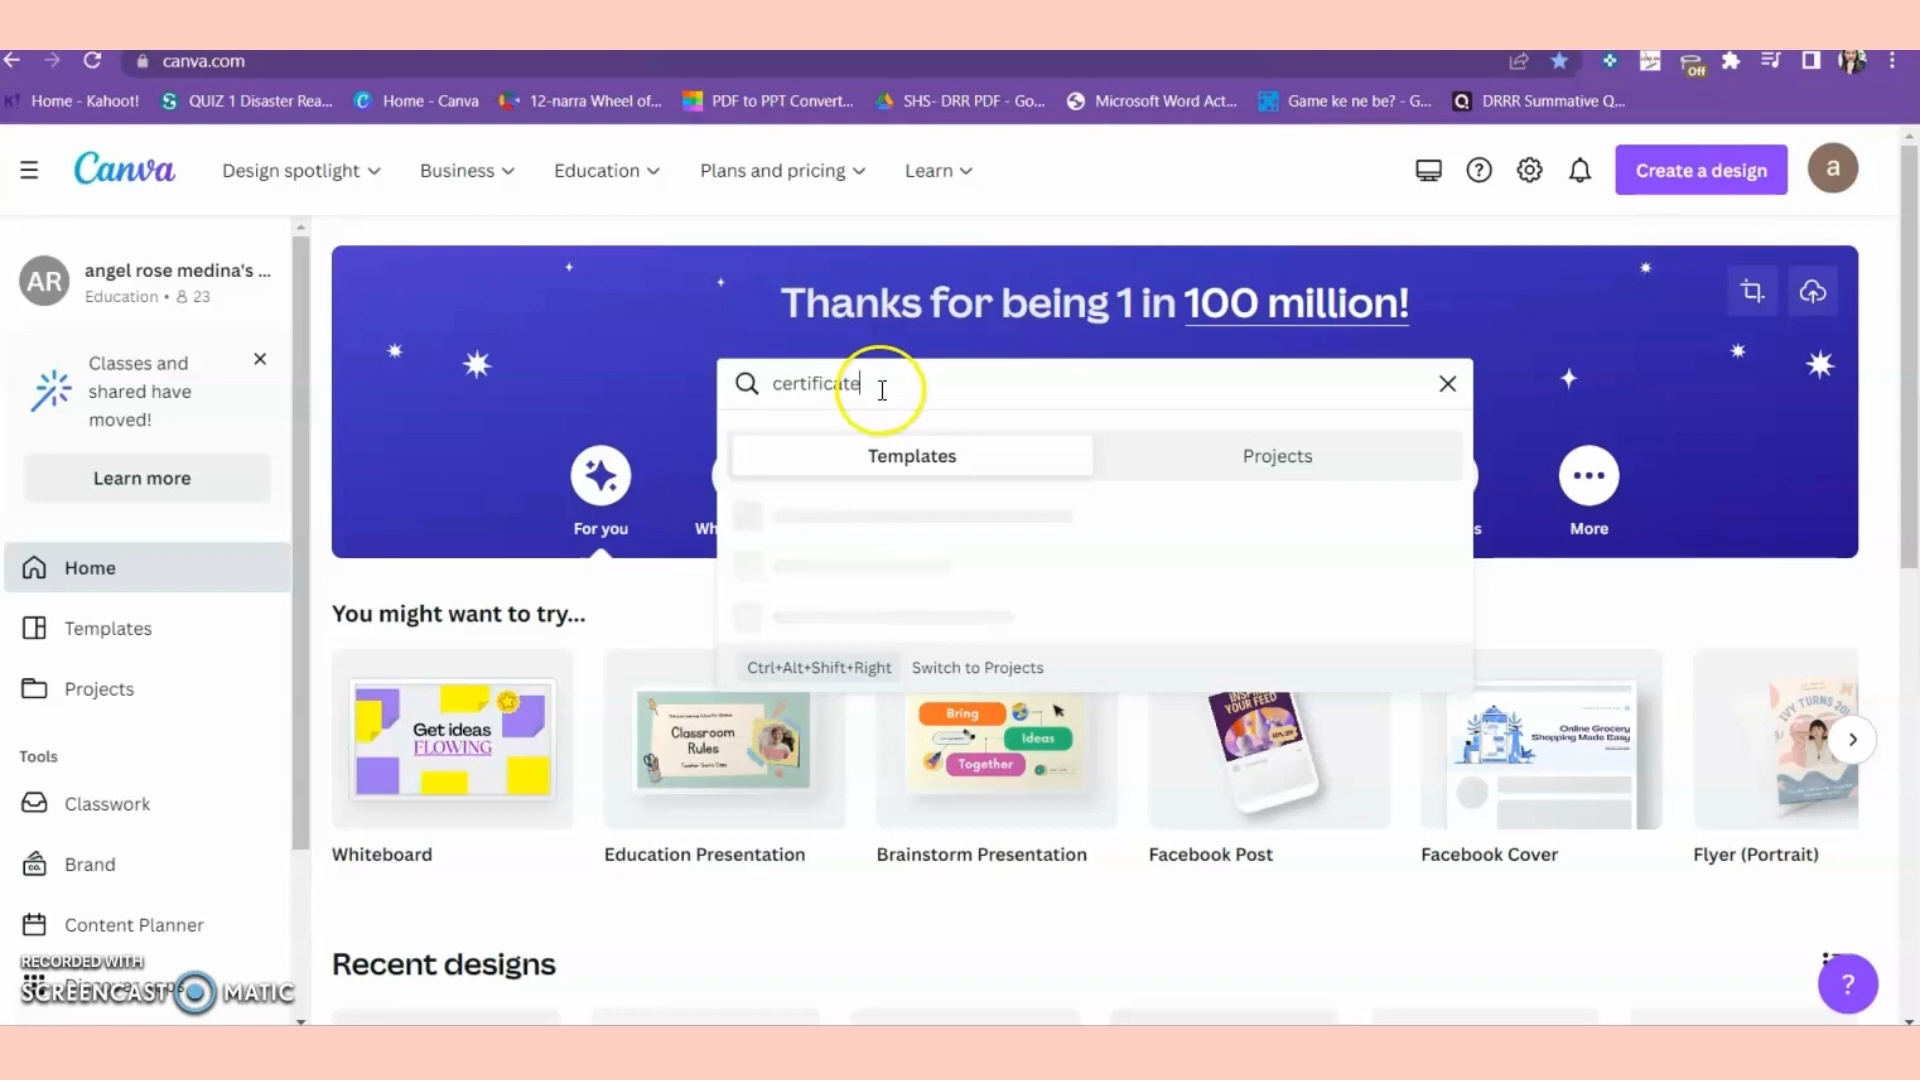 canva.com
Off
Home - Kahoot!
QUIZ 1 Disaster Rea...
Home - Canva
12-narra Wheel of...
PDF to PPT Convert...
SHS- DRR PDF - Go...
Microsoft Word Act...
Game ke ne be? - G...
DRRR Summative Q...
Canva
Design spotlight
Business
Education
Plans and pricing
Learn
Create a design
a
AR
angel rose medina's ...
Education • 23
Classes and
shared have
moved!
Learn more
Home
Templates
Projects
Tools
Classwork
Brand
Content Planner
RECORDED WITH
SCREENCAST MATIC
Thanks for being 1 in 100 million!
certificate
Templates
Projects
For you
Wh
s
More
Ctrl+Alt+Shift+Right Switch to Projects
You might want to try...
Get ideas
FLOWING
Classroom
Rules
Bring
Ideas
Together
YOUR FEED
Online Grocery
Shopping Made Easy
Whiteboard
Education Presentation
Brainstorm Presentation
Facebook Post
Facebook Cover
Flyer (Portrait)
Recent designs
?